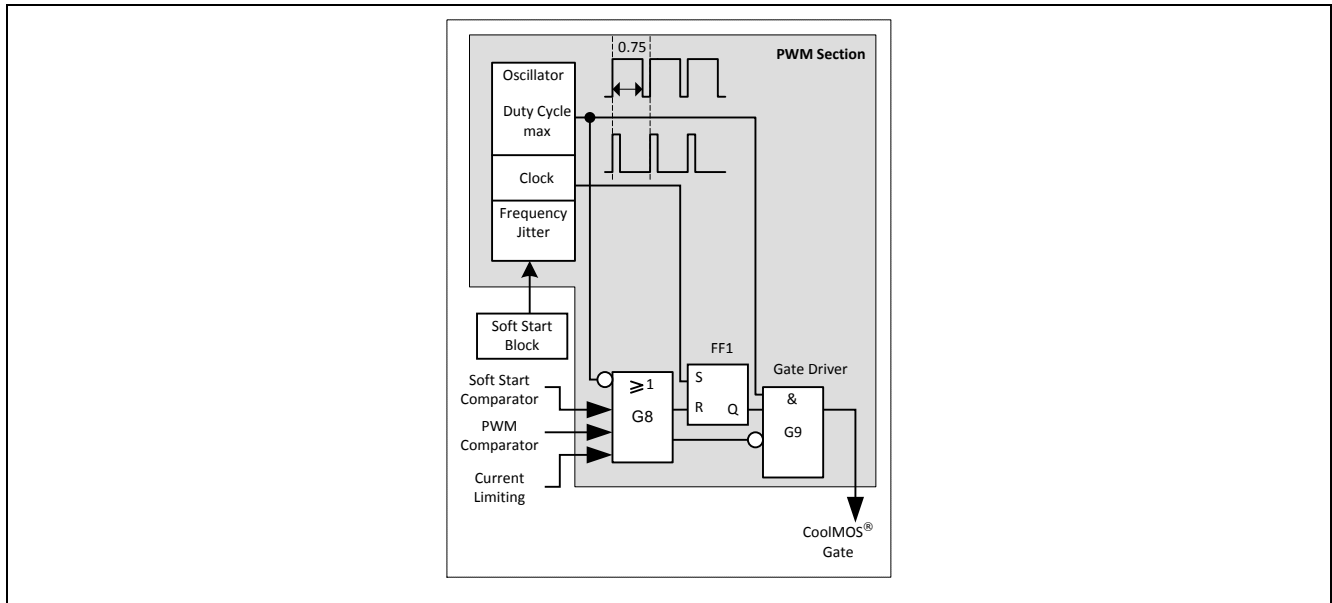 0.75
PWM Section
Oscillator
Duty Cycle
max
Clock
Frequency
Jitter
Soft Start
Block
FF1
Gate Driver
Soft Start
Comparator
PWM
Comparator
Current
Limiting
⩾1
G8
S
R
Q
&
G9
CoolMOS®
Gate